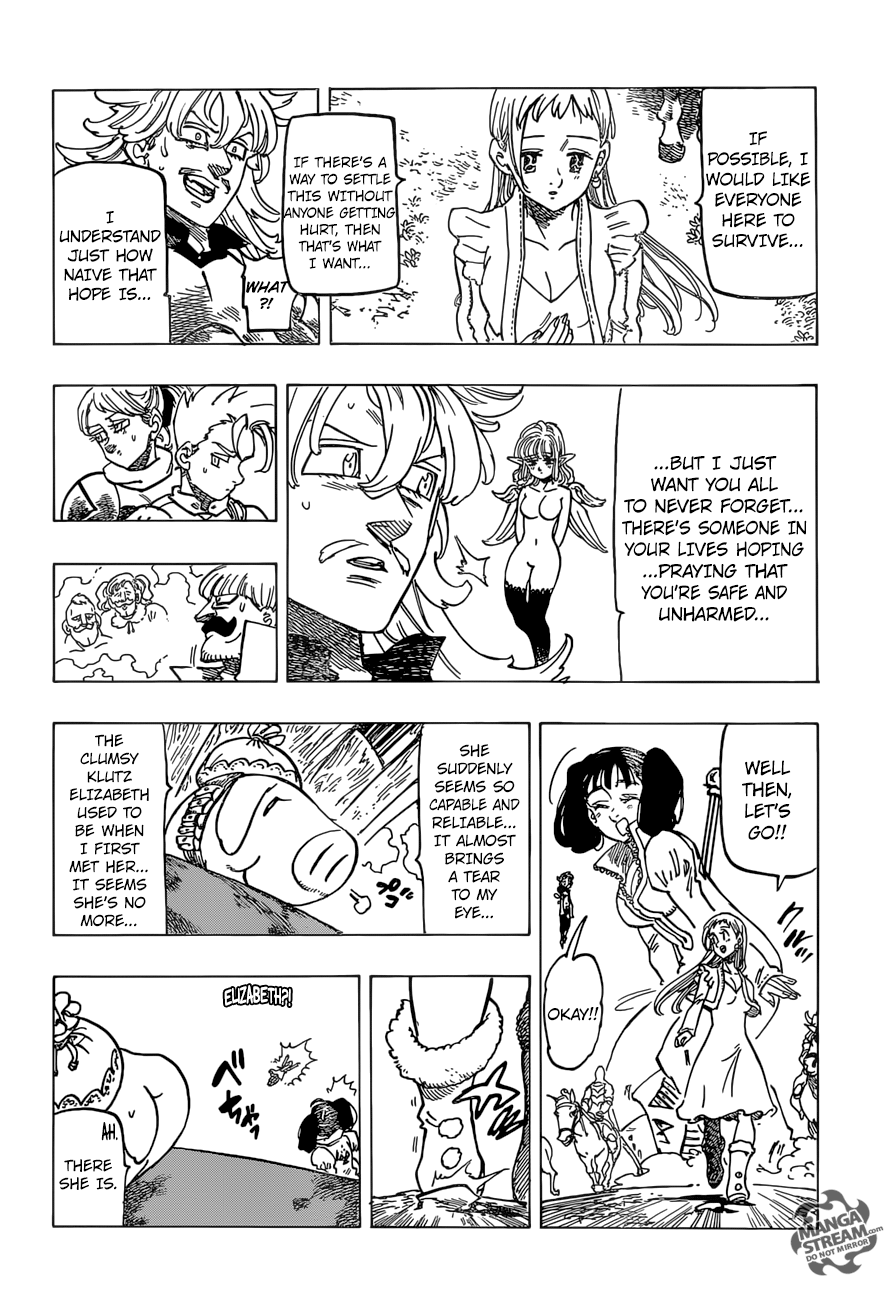 IF
POSSIBLE, I
WOULD LIKE
EVERYONE
HERE TO
SURVIVE...
IF THERE'S A
WAY TO SETTLE
THIS WITHOUT
ANYONE GETTING
HURT, THEN
THAT'S WHAT
I WANT...
WHAT
?!
I
UNDERSTAND
JUST HOW
NAIVE THAT
HOPE IS...
...BUT I JUST
WANT YOU ALL
TO NEVER FORGET...
THERE'S SOMEONE IN
YOUR LIVES HOPING
...PRAYING THAT
YOU'RE SAFE AND
UNHARMED...
WELL
THEN,
LET'S
GO!!
OKAY!!
SHE
SUDDENLY
SEEMS SO
CAPABLE AND
RELIABLE...
IT ALMOST
BRINGS
A TEAR
TO MY
EYE...
THE
CLUMSY
KLUTZ
ELIZABETH
USED TO
BE WHEN
I FIRST
MET HER...
IT SEEMS
SHE'S NO
MORE...
ELIZABETH?!
べちゃっ
AH.
THERE
SHE IS.
MANGA
STREAM.com
DO NOT MIRROR